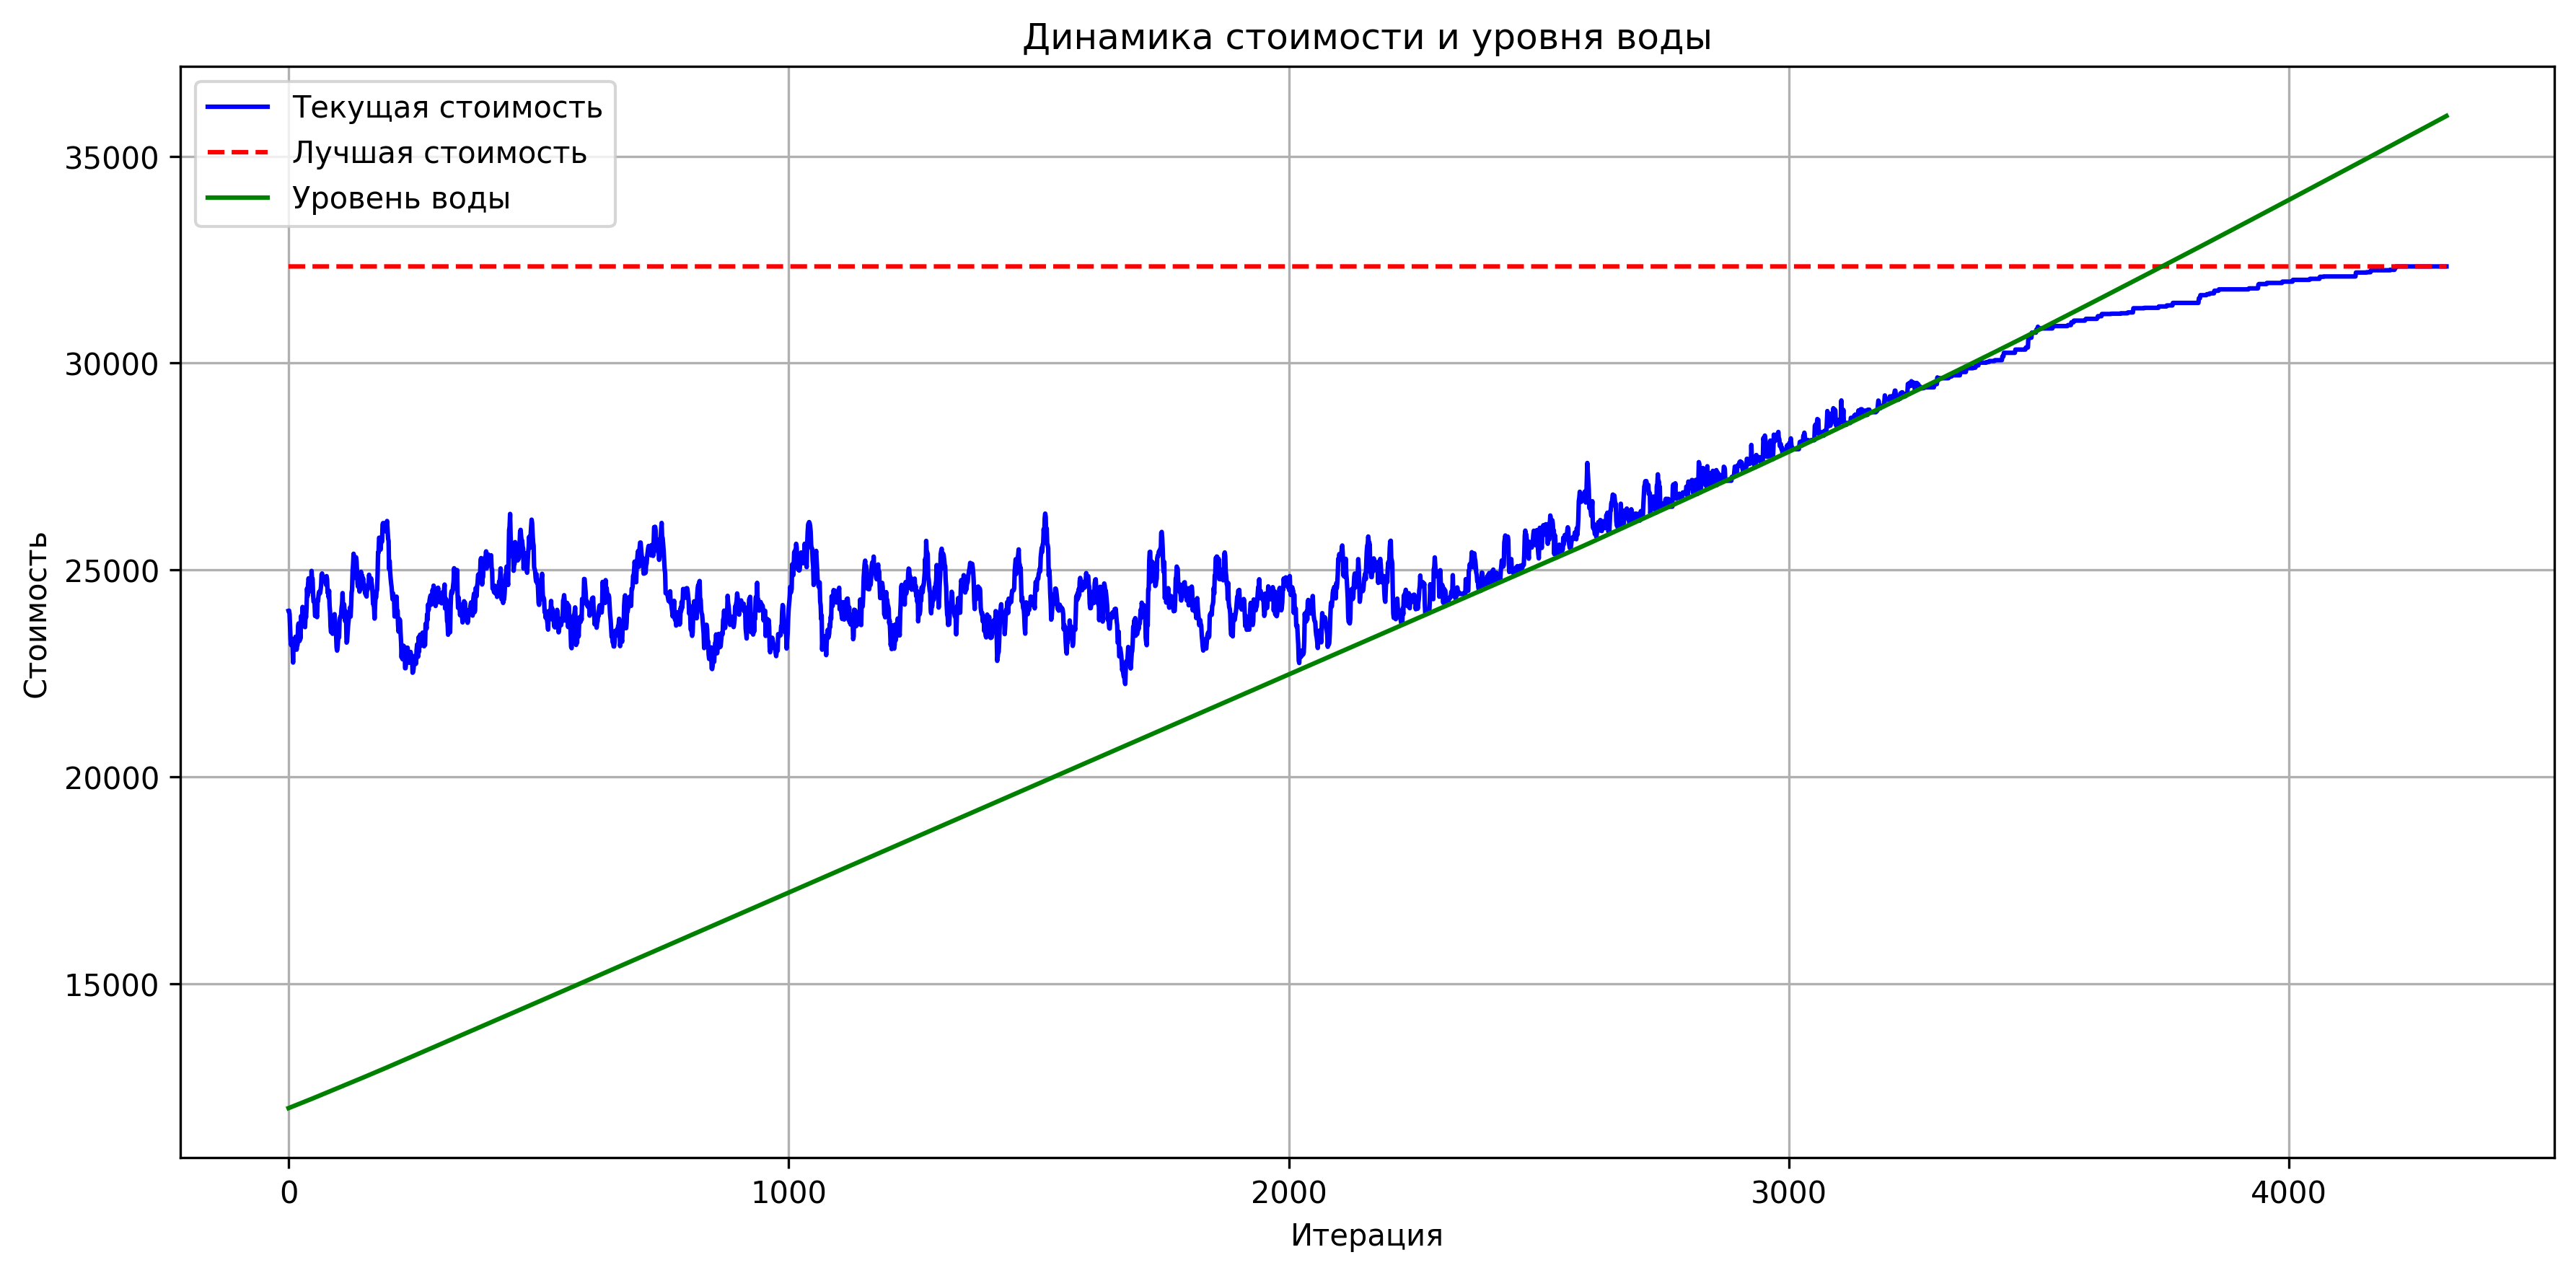 Динамика стоимости и уровня воды
Текущая стоимость
Лучшая стоимость
Уровень воды
Стоимость
35000
30000
25000
20000
15000
0 1000 2000 3000 4000
Итерация